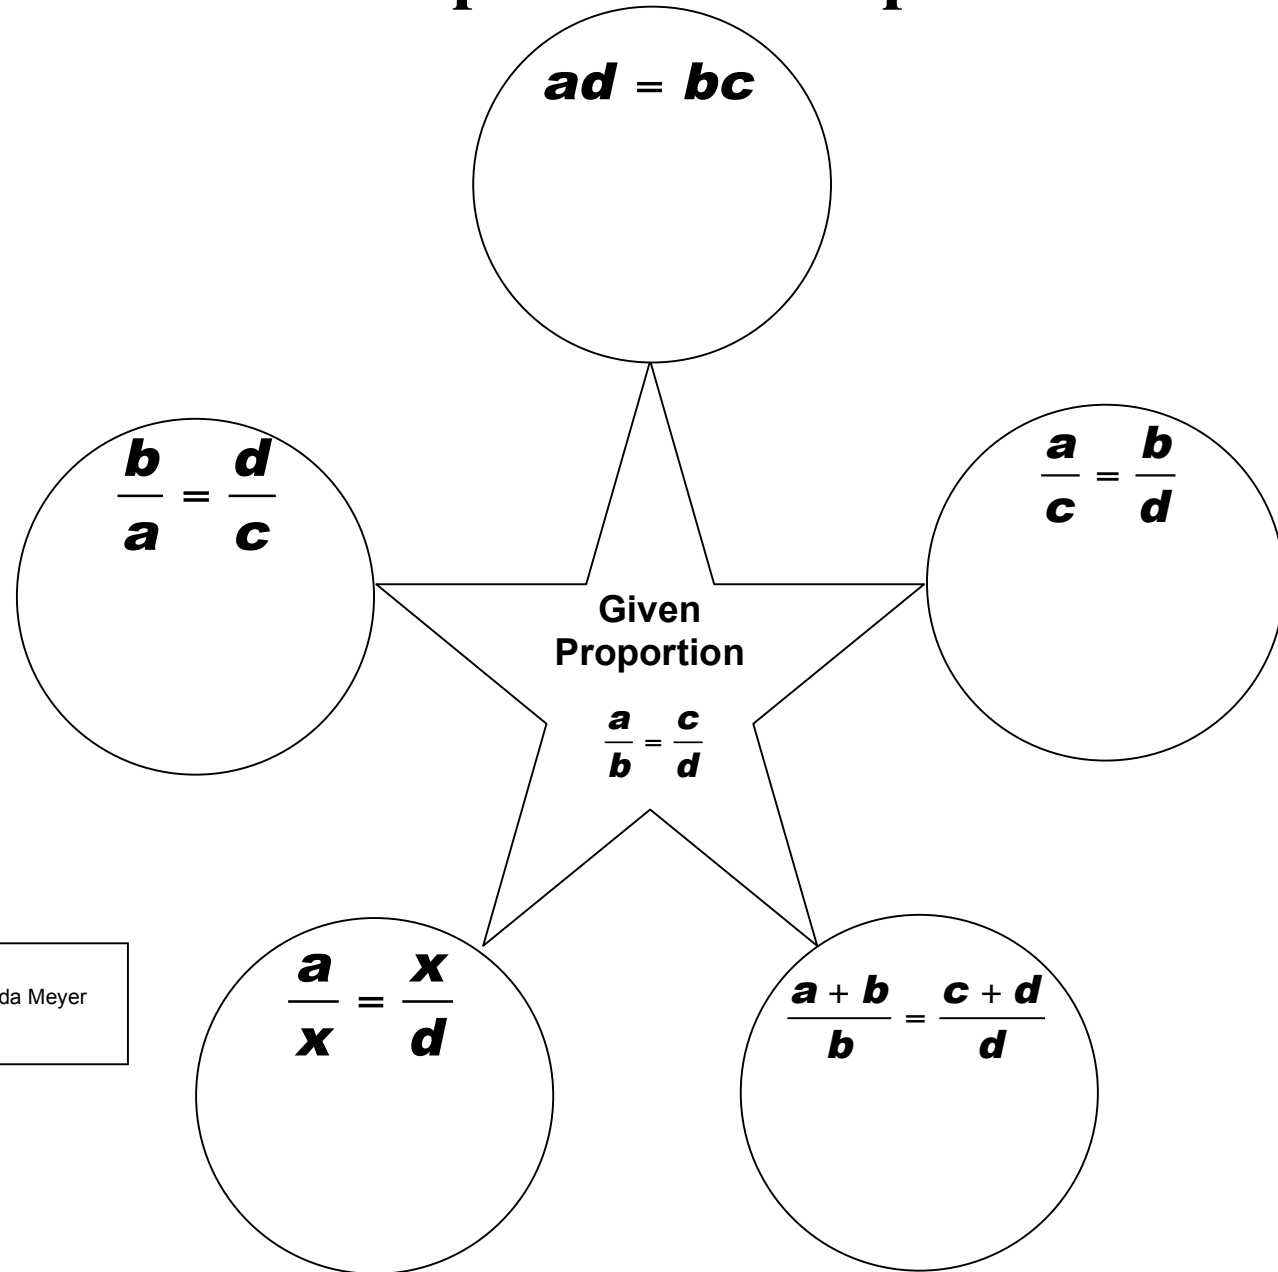 ad = bc
b/a = d/c
a/c = b/d
Given
Proportion
a/b = c/d
a/x = x/d
a + b/b = c + d/d
da Meyer